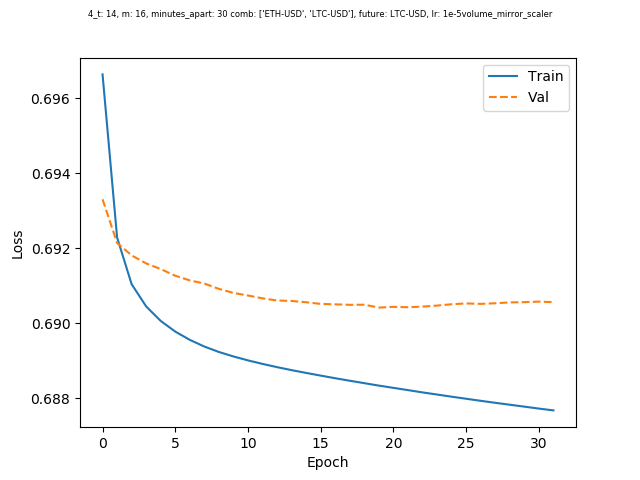 4_t: 14, m: 16, minutes_apart: 30 comb: ['ETH-USD', 'LTC-USD'], future: LTC-USD, lr: 1e-5volume_mirror_scaler
Train
Val
0.696
0.694
0.692
0.690
0.688
Loss
0 5 10 15 20 25 30
Epoch